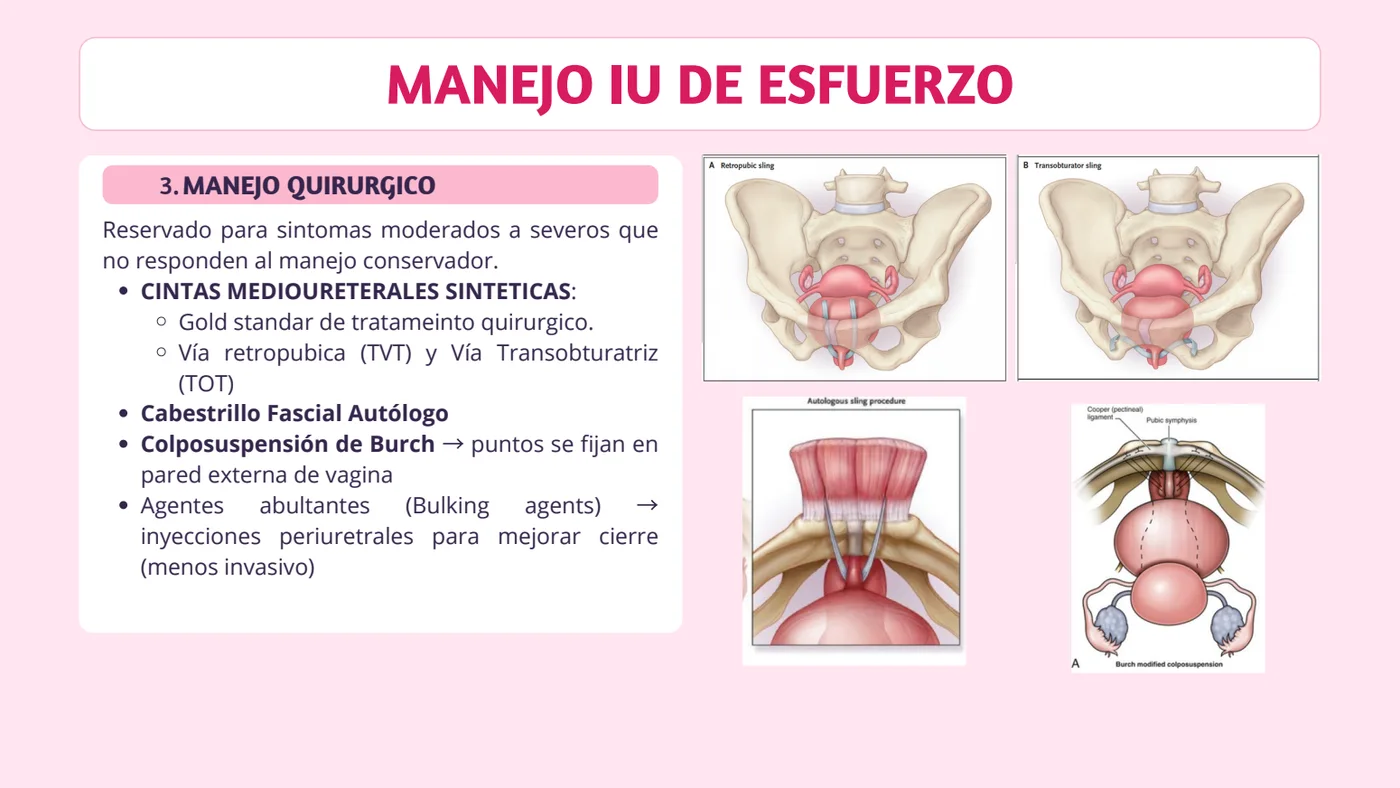 MANEJO IU DE ESFUERZO
3. MANEJO QUIRURGICO
Reservado para sintomas moderados a severos que
no responden al manejo conservador.
• CINTAS MEDIOURETERALES SINTETICAS:
○ Gold standar de tratameinto quirurgico.
○ Vía retropubica (TVT) y Vía Transobturatriz
(TOT)
• Cabestrillo Fascial Autólogo
• Colposuspensión de Burch → puntos se fijan en
pared externa de vagina
• Agentes abultantes (Bulking agents) →
inyecciones periuretrales para mejorar cierre
(menos invasivo)
A Retropubic sling
B Transobturator sling
Autologous sling procedure
Cooper (pectineal)
ligament
Pubic symphysis
A
Burch modified colposuspension